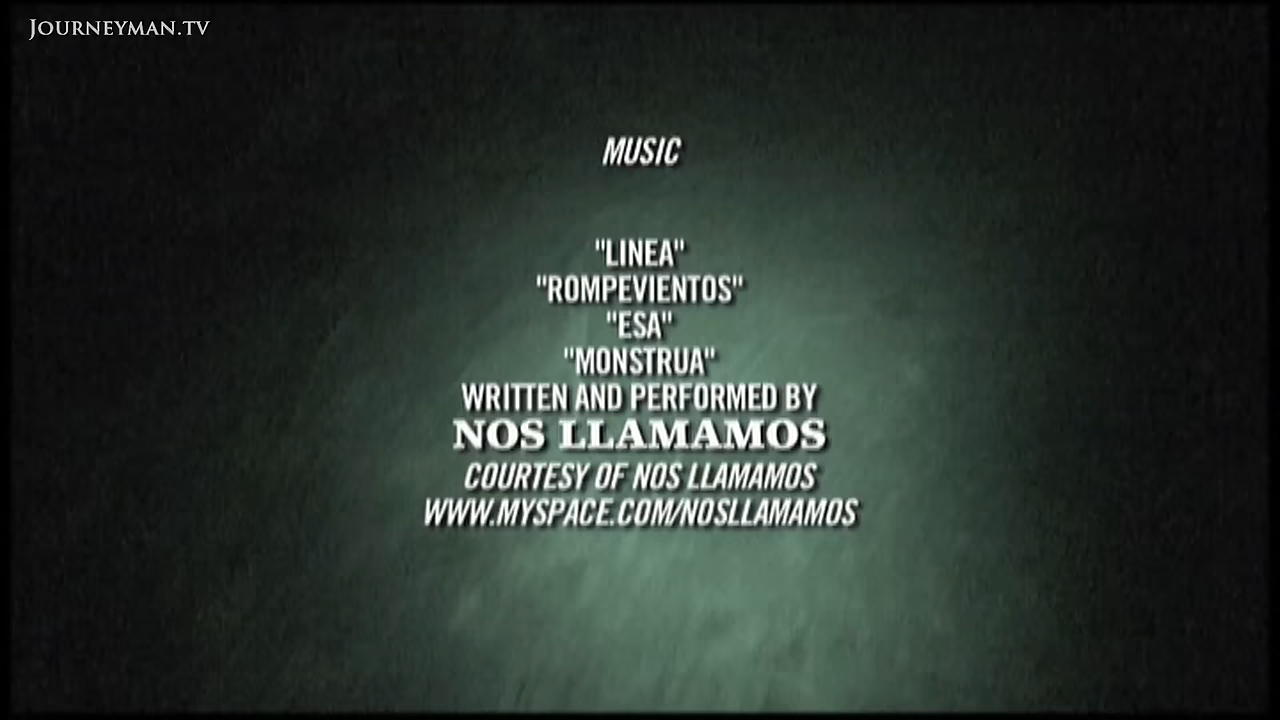 JOURNEYMAN.TV
MUSIC
"LINEA"
"ROMPEVIENTOS"
"ESA"
"MONSTRUA"
WRITTEN AND PERFORMED BY
NOS LLAMAMOS
COURTESY OF NOS LLAMAMOS
WWW.MYSPACE.COM/NOSLLAMAMOS